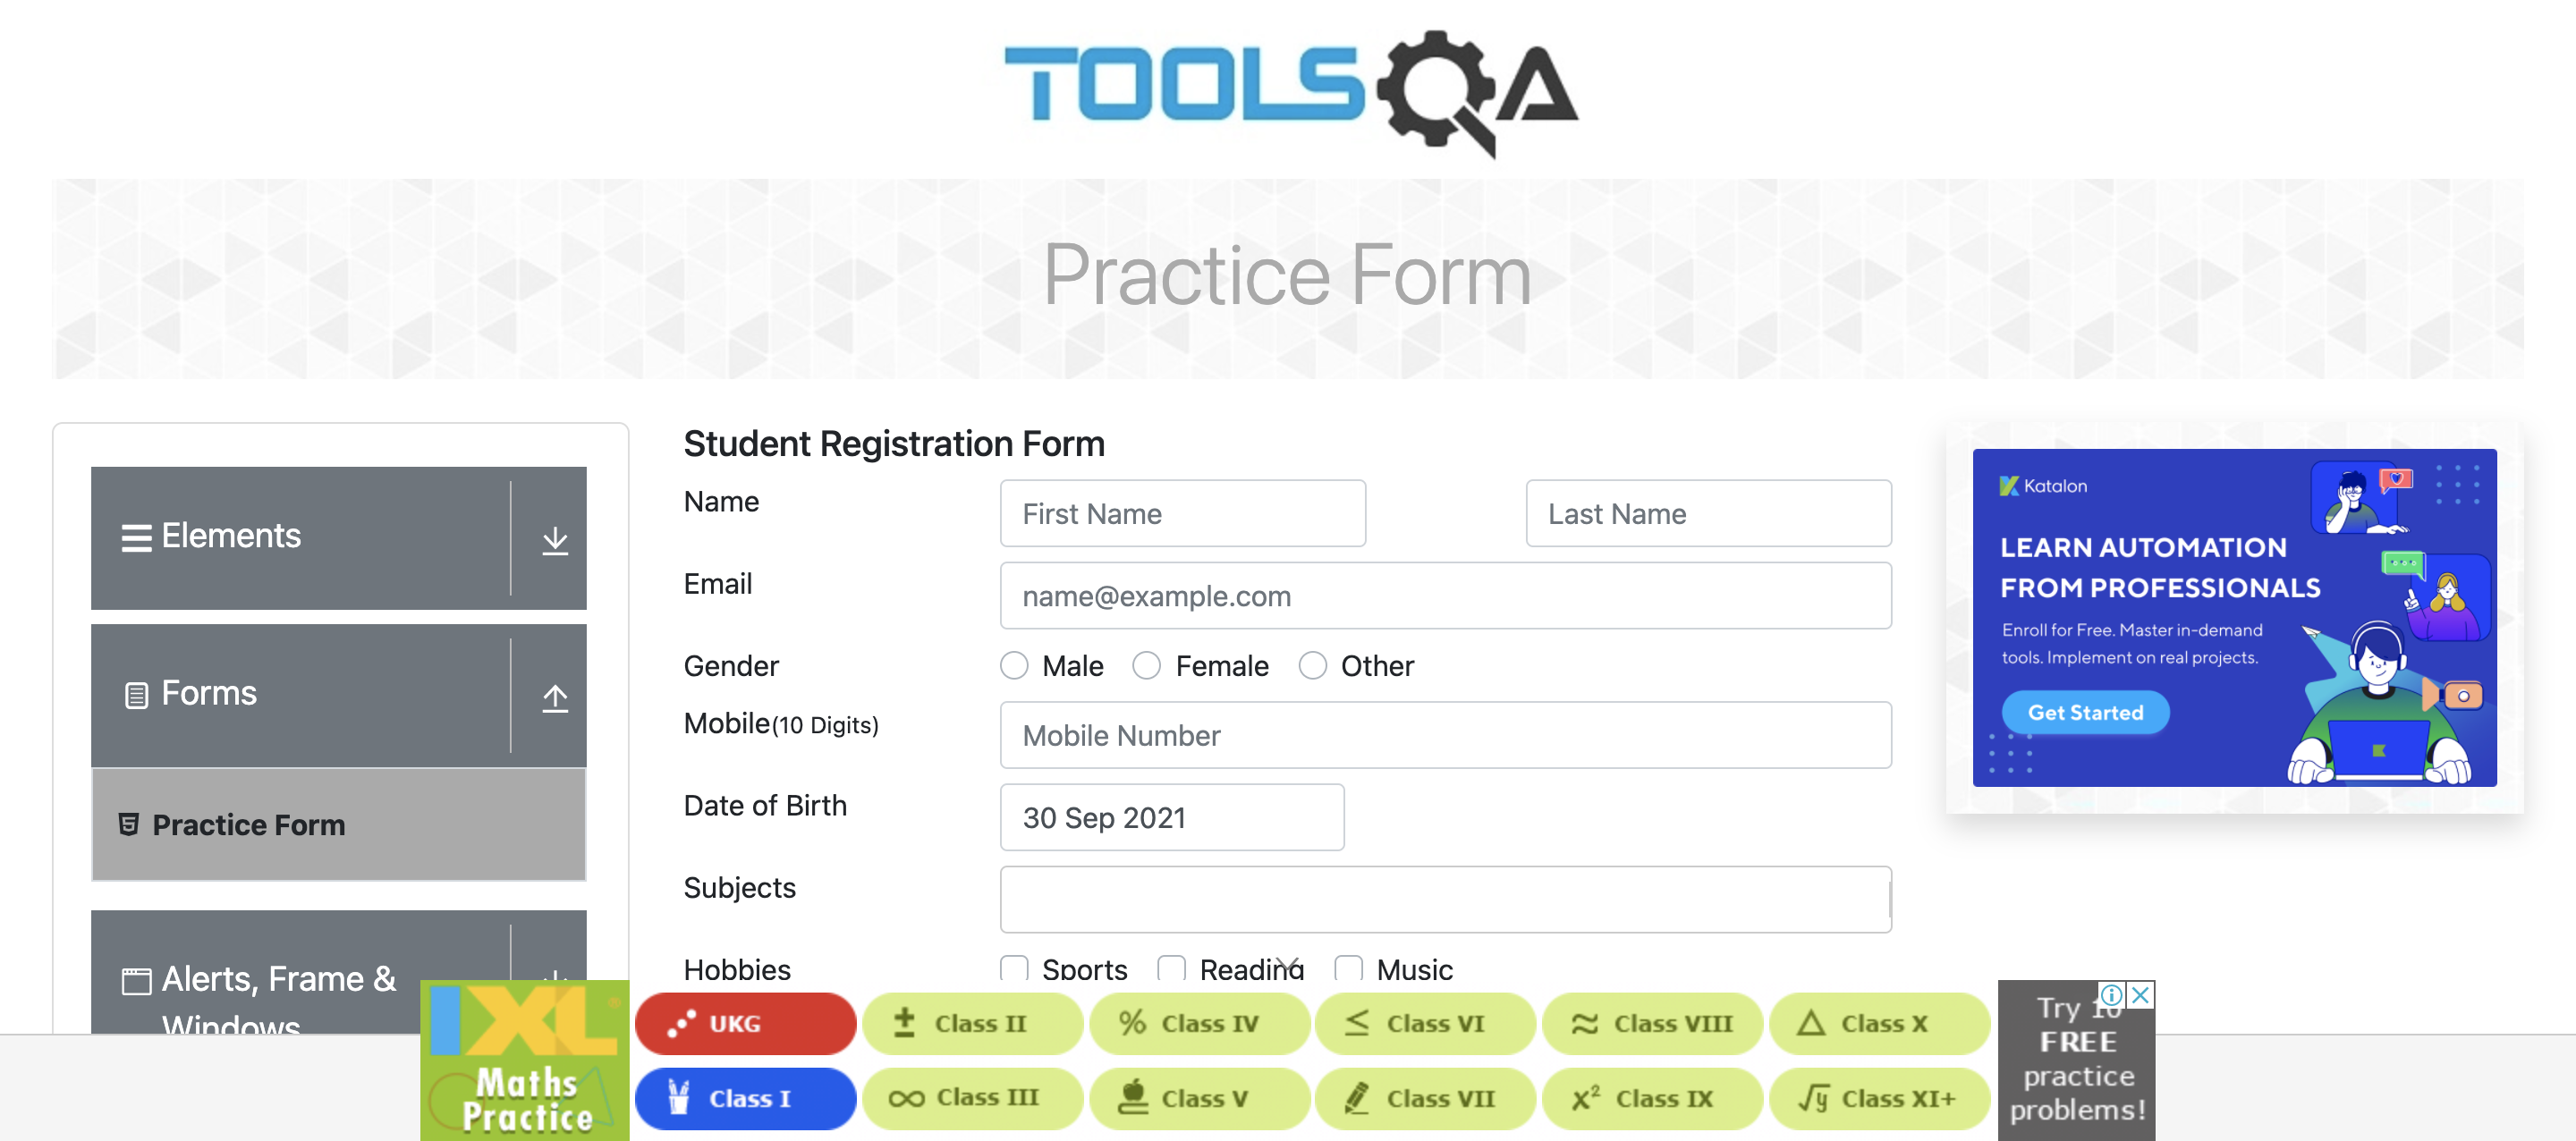 TOOLSQA
Practice Form
Elements
Forms
Practice Form
Alerts, Frame &
Windows
Student Registration Form
Name
First Name
Last Name
Email
name@example.com
Gender
Male
Female
Other
Mobile(10 Digits)
Mobile Number
Date of Birth
30 Sep 2021
Subjects
Hobbies
Sports
Reading
Music
Katalon
LEARN AUTOMATION
FROM PROFESSIONALS
Enroll for Free. Master in-demand
tools. Implement on real projects.
Get Started
IXL®
Maths
Practice
UKG
± Class II
% Class IV
≤ Class VI
≈ Class VIII
△ Class X
Class I
∞ Class III
Class V
Class VII
x² Class IX
√y Class XI+
Try 10
FREE
practice
problems!